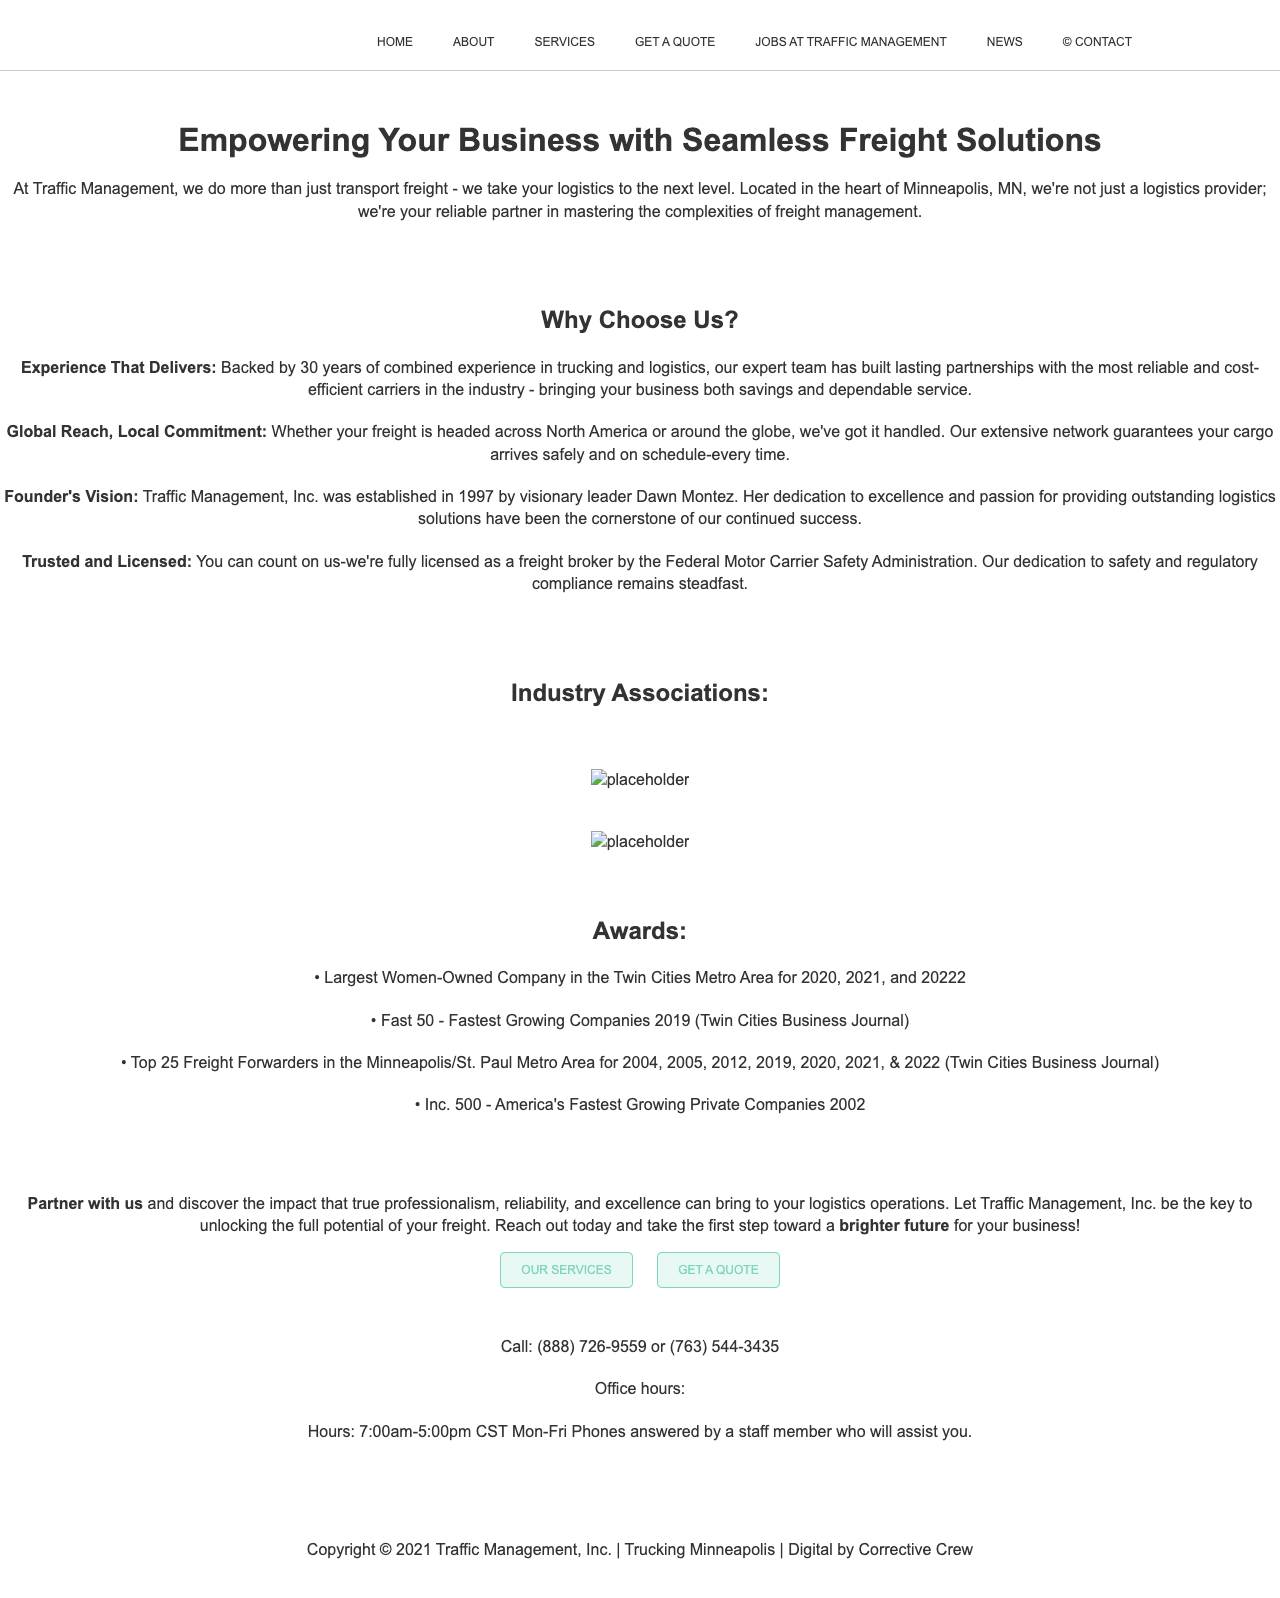 HOME ABOUT SERVICES GET A QUOTE JOBS AT TRAFFIC MANAGEMENT NEWS © CONTACT
Empowering Your Business with Seamless Freight Solutions
At Traffic Management, we do more than just transport freight - we take your logistics to the next level. Located in the heart of Minneapolis, MN, we're not just a logistics provider;
we're your reliable partner in mastering the complexities of freight management.
Why Choose Us?
Experience That Delivers: Backed by 30 years of combined experience in trucking and logistics, our expert team has built lasting partnerships with the most reliable and cost-
efficient carriers in the industry - bringing your business both savings and dependable service.
Global Reach, Local Commitment: Whether your freight is headed across North America or around the globe, we've got it handled. Our extensive network guarantees your cargo
arrives safely and on schedule-every time.
Founder's Vision: Traffic Management, Inc. was established in 1997 by visionary leader Dawn Montez. Her dedication to excellence and passion for providing outstanding logistics
solutions have been the cornerstone of our continued success.
Trusted and Licensed: You can count on us-we're fully licensed as a freight broker by the Federal Motor Carrier Safety Administration. Our dedication to safety and regulatory
compliance remains steadfast.
Industry Associations:
placeholder
placeholder
Awards:
• Largest Women-Owned Company in the Twin Cities Metro Area for 2020, 2021, and 20222
• Fast 50 - Fastest Growing Companies 2019 (Twin Cities Business Journal)
• Top 25 Freight Forwarders in the Minneapolis/St. Paul Metro Area for 2004, 2005, 2012, 2019, 2020, 2021, & 2022 (Twin Cities Business Journal)
• Inc. 500 - America's Fastest Growing Private Companies 2002
Partner with us and discover the impact that true professionalism, reliability, and excellence can bring to your logistics operations. Let Traffic Management, Inc. be the key to
unlocking the full potential of your freight. Reach out today and take the first step toward a brighter future for your business!
OUR SERVICES GET A QUOTE
Call: (888) 726-9559 or (763) 544-3435
Office hours:
Hours: 7:00am-5:00pm CST Mon-Fri Phones answered by a staff member who will assist you.
Copyright © 2021 Traffic Management, Inc. | Trucking Minneapolis | Digital by Corrective Crew